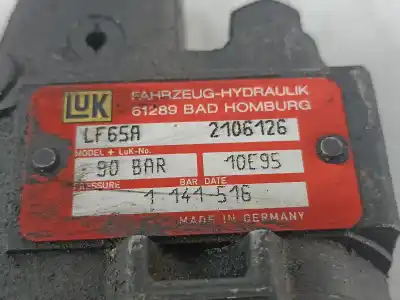 LUK
FAHRZEUG-HYDRAULIK
61289 BAD HOMBURG
LF65A 2106126
MODEL + LuK-No.
90 BAR 10E95
PRESSURE BAR DATE
1 141 516
MADE IN GERMANY